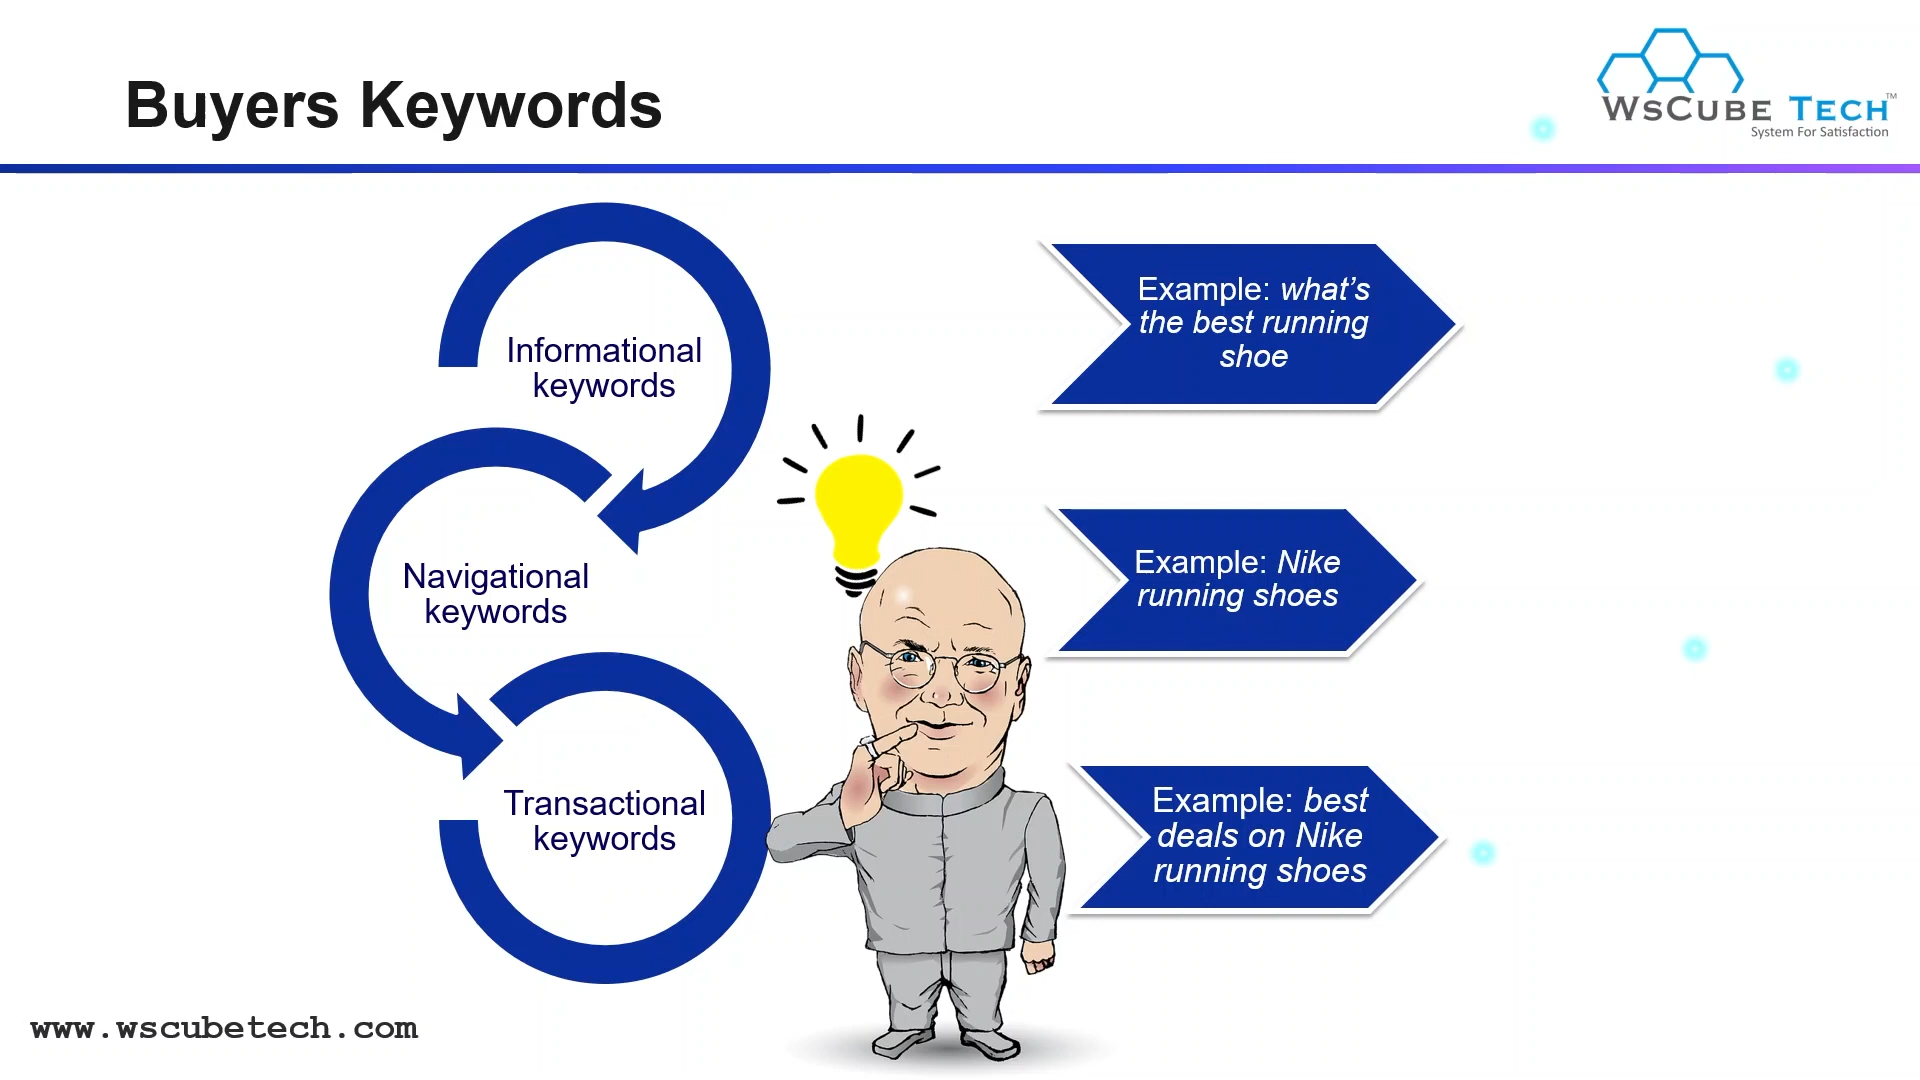 Buyers Keywords
WsCube Tech™
System For Satisfaction
Informational
keywords
Example: what’s
the best running
shoe
Navigational
keywords
Example: Nike
running shoes
Transactional
keywords
Example: best
deals on Nike
running shoes
www.wscubetech.com